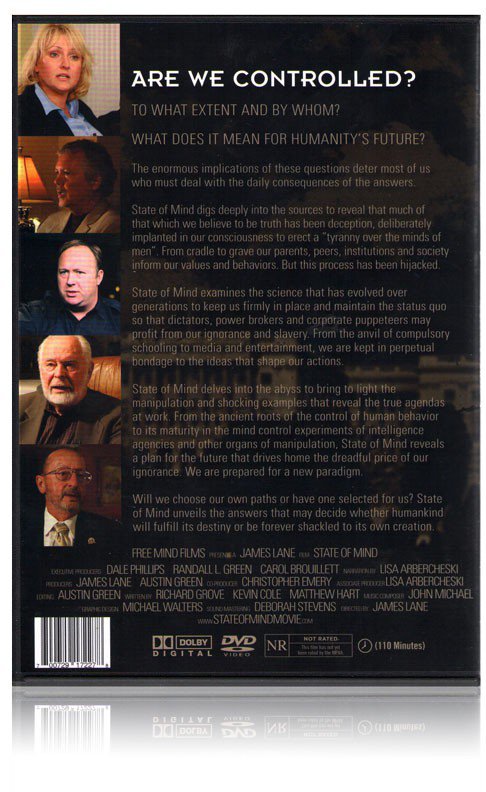 ARE WE CONTROLLED?
TO WHAT EXTENT AND BY WHOM?
WHAT DOES IT MEAN FOR HUMANITY'S FUTURE?
The enormous implications of these questions deter most of us
who must deal with the daily consequences of the answers.
State of Mind digs deeply into the sources to reveal that much of
that which we believe to be truth has been deception, deliberately
implanted in our consciousness to erect a "tyranny over the minds of
men". From cradle to grave our parents, peers, institutions and society
inform our values and behaviors. But this process has been hijacked.
State of Mind examines the science that has evolved over
generations to keep us firmly in place and maintain the status quo
so that dictators, power brokers and corporate puppeteers may
profit from our ignorance and slavery. From the anvil of compulsory
schooling to media and entertainment, we are kept in perpetual
bondage to the ideas that shape our actions.
State of Mind delves into the abyss to bring to light the
manipulation and shocking examples that reveal the true agendas
at work. From the ancient roots of the control of human behavior
to its maturity in the mind control experiments of intelligence
agencies and other organs of manipulation, State of Mind reveals
a plan for the future that drives home the dreadful price of our
ignorance. We are prepared for a new paradigm.
Will we choose our own paths or have one selected for us? State
of Mind unveils the answers that may decide whether humankind
will fulfill its destiny or be forever shackled to its own creation.
FREE MIND FILMS PRESENTS A JAMES LANE FILM STATE OF MIND
EXECUTIVE PRODUCERS DALE PHILLIPS RANDALL L. GREEN CAROL BROUILLETT NARRATION BY LISA ARBERCHESKI
PRODUCERS JAMES LANE AUSTIN GREEN CO-PRODUCER CHRISTOPHER EMERY ASSOCIATE PRODUCER LISA ARBERCHESKI
EDITING AUSTIN GREEN WRITTEN BY RICHARD GROVE KEVIN COLE MATTHEW HART MUSIC COMPOSER JOHN MICHAEL
GRAPHIC DESIGN MICHAEL WALTERS SOUND MASTERING DEBORAH STEVENS DIRECTED BY JAMES LANE
WWW.STATEOFMINDMOVIE.COM
DOLBY DIGITAL
DVD VIDEO
NR NOT RATED
This film has not yet
been rated by the MPAA.
(110 Minutes)
00729 17227